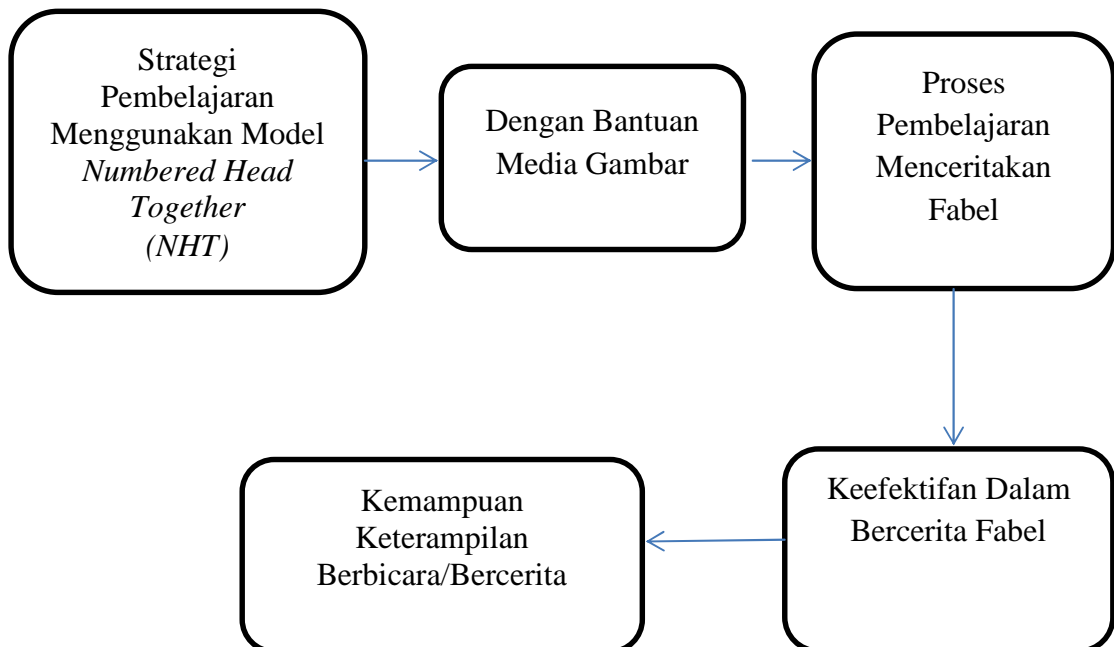 Strategi
Pembelajaran
Menggunakan Model
Numbered Head
Together
(NHT)
Dengan Bantuan
Media Gambar
Proses
Pembelajaran
Menceritakan
Fabel
Keefektifan Dalam
Bercerita Fabel
Kemampuan
Keterampilan
Berbicara/Bercerita